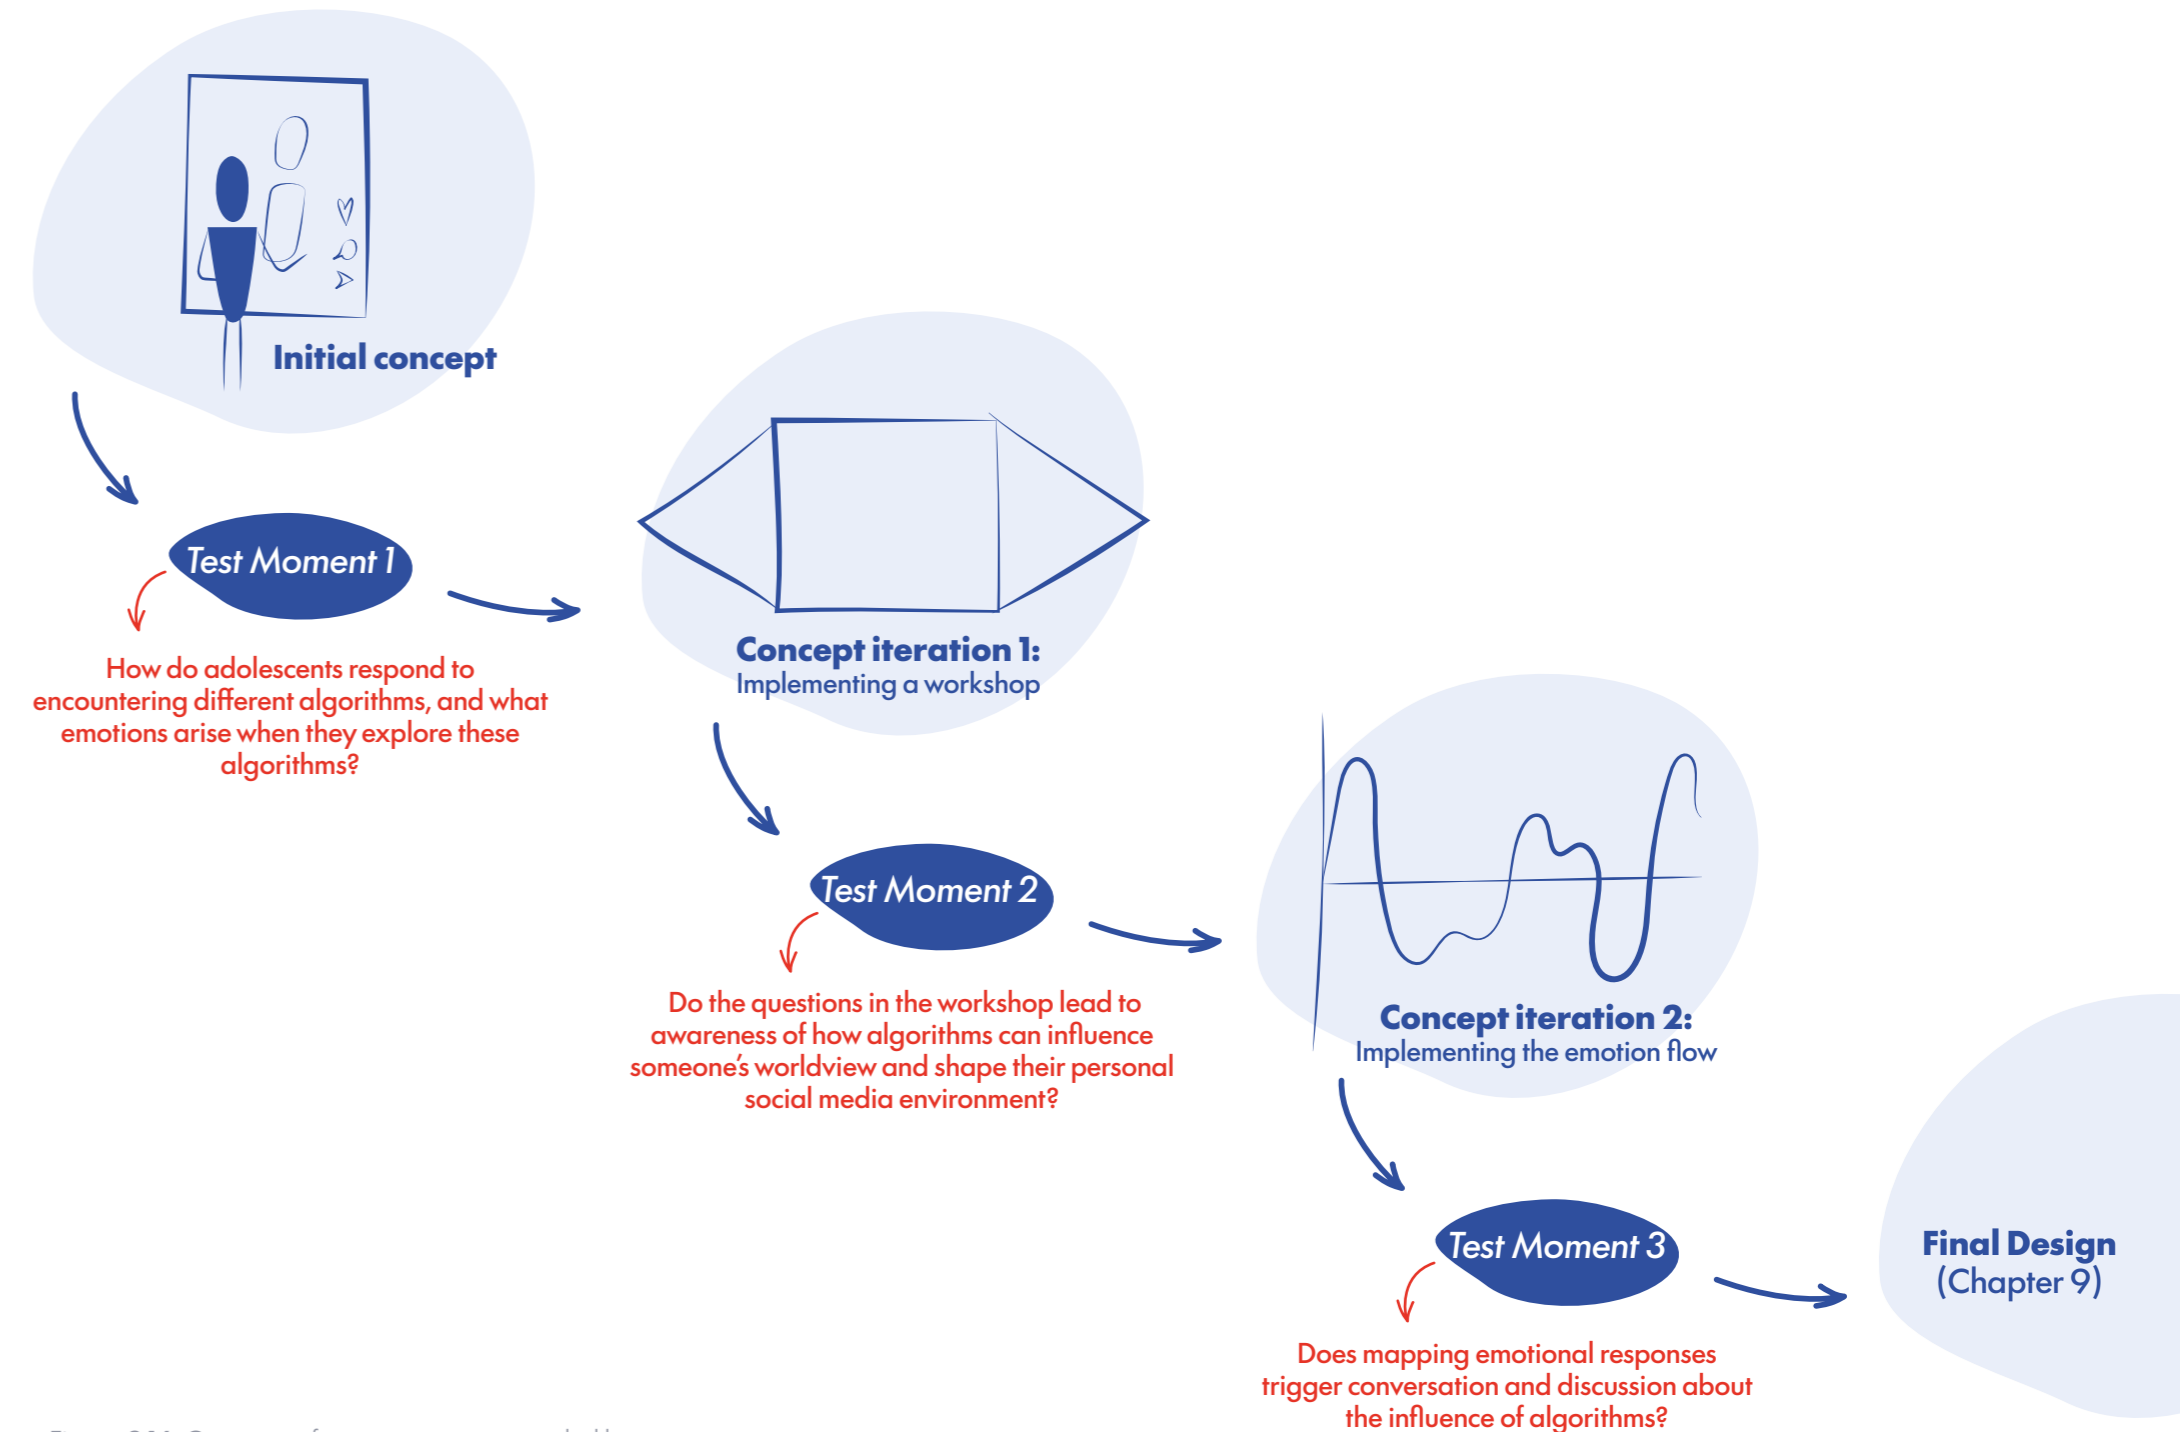 Initial concept
Test Moment 1
How do adolescents respond to
encountering different algorithms, and what
emotions arise when they explore these
algorithms?
Concept iteration 1:
Implementing a workshop
Test Moment 2
Do the questions in the workshop lead to
awareness of how algorithms can influence
someone's worldview and shape their personal
social media environment?
Concept iteration 2:
Implementing the emotion flow
Test Moment 3
Does mapping emotional responses
trigger conversation and discussion about
the influence of algorithms?
Final Design
(Chapter 9)